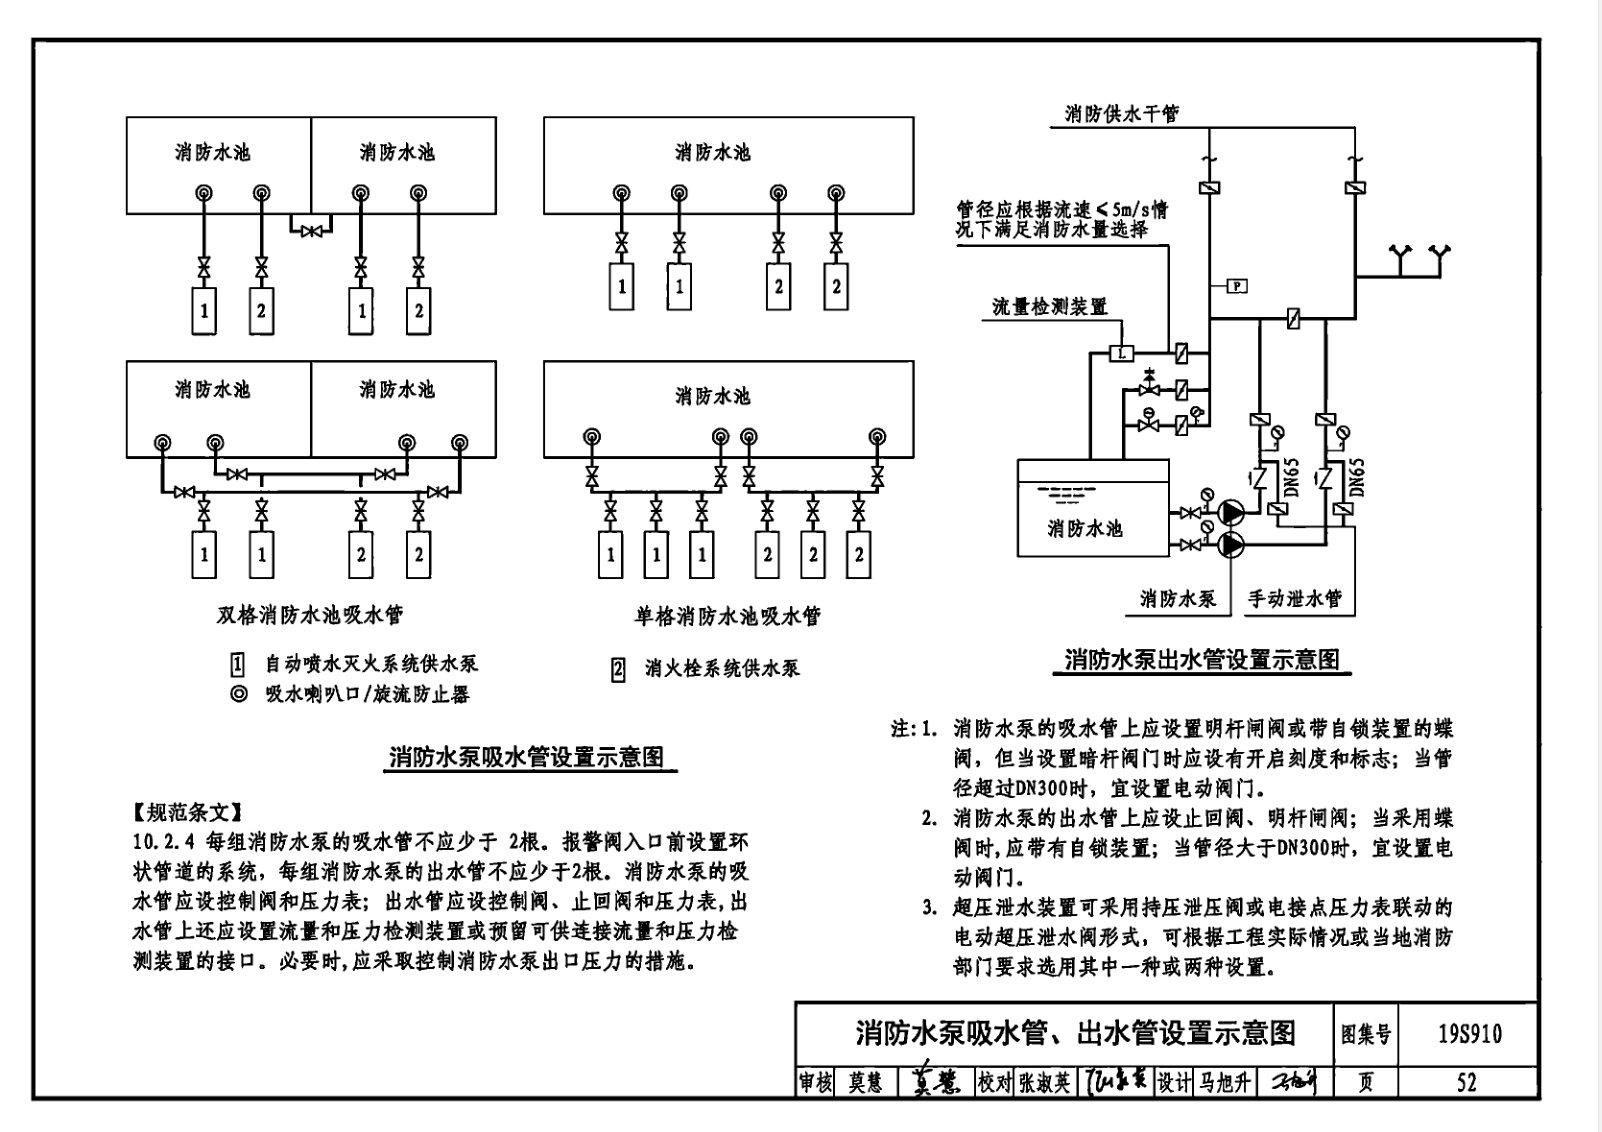 消防水池
消防水池
1
2
1
2
消防水池
1
1
2
2
消防水池
消防水池
1
1
2
2
消防水池
1
1
1
2
2
2
双格消防水池吸水管
单格消防水池吸水管
1 自动喷水灭火系统供水泵
2 消火栓系统供水泵
吸水喇叭口/旋流防止器
消防水泵吸水管设置示意图
消防供水干管
管径应根据流速≤5m/s情
况下满足消防水量选择
P
流量检测装置
L
DN65
DN65
消防水池
消防水泵
手动泄水管
消防水泵出水管设置示意图
【规范条文】
10.2.4 每组消防水泵的吸水管不应少于 2根。报警阀入口前设置环
状管道的系统，每组消防水泵的出水管不应少于2根。消防水泵的吸
水管应设控制阀和压力表；出水管应设控制阀、止回阀和压力表,出
水管上还应设置流量和压力检测装置或预留可供连接流量和压力检
测装置的接口。必要时,应采取控制消防水泵出口压力的措施。
注:1. 消防水泵的吸水管上应设置明杆闸阀或带自锁装置的蝶
阀，但当设置暗杆阀门时应设有开启刻度和标志；当管
径超过DN300时，宜设置电动阀门。
2. 消防水泵的出水管上应设止回阀、明杆闸阀；当采用蝶
阀时,应带有自锁装置；当管径大于DN300时，宜设置电
动阀门。
3. 超压泄水装置可采用持压泄压阀或电接点压力表联动的
电动超压泄水阀形式，可根据工程实际情况或当地消防
部门要求选用其中一种或两种设置。
消防水泵吸水管、出水管设置示意图 图集号 19S910
审核 莫慧 莫慧 校对 张淑英 设计 马旭升 页 52